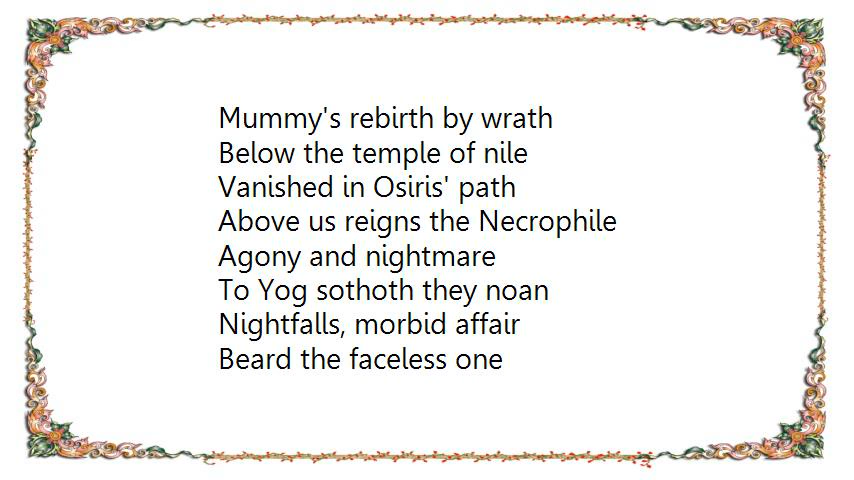 Mummy's rebirth by wrath
Below the temple of nile
Vanished in Osiris' path
Above us reigns the Necrophile
Agony and nightmare
To Yog sothoth they noan
Nightfalls, morbid affair
Beard the faceless one